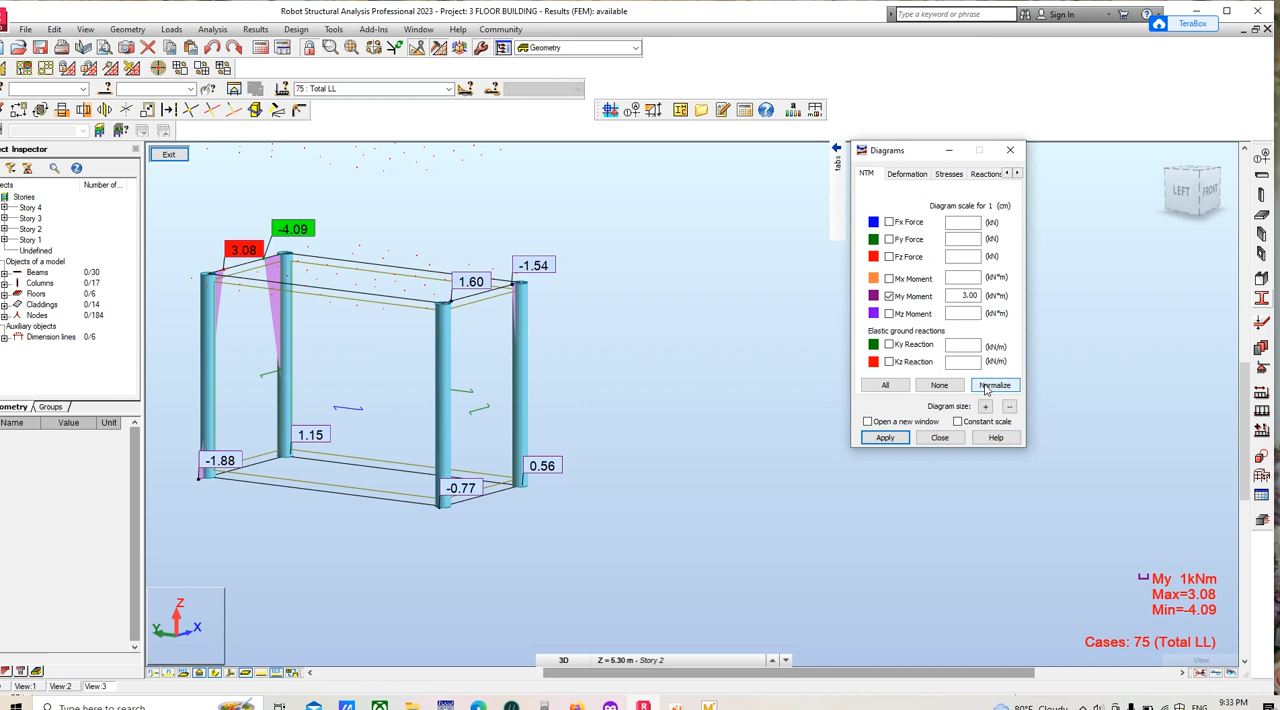 Robot Structural Analysis Professional 2023 - Project: 3 FLOOR BUILDING - Results (FEM): available
Type a keyword or phrase
Sign In
TeraBox
File Edit View Geometry Loads Analysis Results Design Tools Add-Ins Window Help Community
Geometry
75 : Total LL
ect Inspector
jects Number of...
Stories
Story 4
Story 3
Story 2
Story 1
Undefined
Objects of a model
Beams 0/30
Columns 0/17
Floors 0/6
Claddings 0/14
Nodes 0/184
Auxiliary objects
Dimension lines 0/6
eometry Groups
Name Value Unit
Exit
-4.09
3.08
-1.54
1.60
1.15
-1.88
0.56
-0.77
tabs
Diagrams
NTM Deformation Stresses Reactions
Diagram scale for 1 (cm)
Fx Force (kN)
Fy Force (kN)
Fz Force (kN)
Mx Moment (kN*m)
My Moment 3.00 (kN*m)
Mz Moment (kN*m)
Elastic ground reactions
Ky Reaction (kN/m)
Kz Reaction (kN/m)
All None Normalize
Diagram size: + --
Open a new window Constant scale
Apply Close Help
LEFT FRONT
My 1kNm
Max=3.08
Min=-4.09
Cases: 75 (Total LL)
Z
Y X
3D Z = 5.30 m - Story 2
View
View:1 View:2 View:3
Type here to search
80°F Cloudy
ENG
9:33 PM